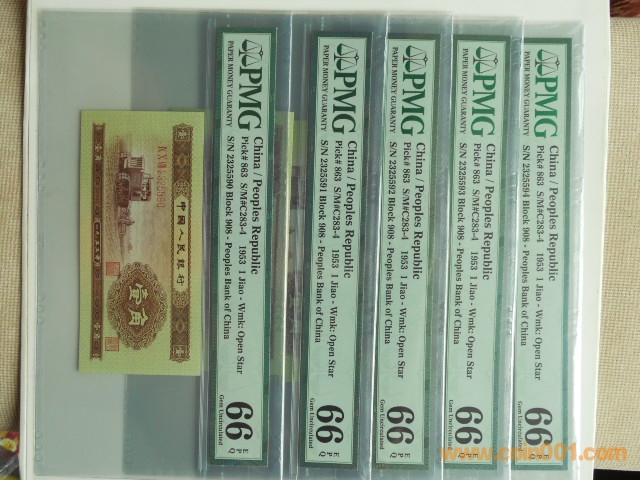 PMG
PAPER MONEY GUARANTY
China / Peoples Republic
Pick# 863 S/M#C283-4 1953 1 Jiao - Wmk: Open Star
S/N 2325590 Block 908 - Peoples Bank of China
66 EPQ
Gem Uncirculated
PMG
PAPER MONEY GUARANTY
China / Peoples Republic
Pick# 863 S/M#C283-4 1953 1 Jiao - Wmk: Open Star
S/N 2325591 Block 908 - Peoples Bank of China
66 EPQ
Gem Uncirculated
PMG
PAPER MONEY GUARANTY
China / Peoples Republic
Pick# 863 S/M#C283-4 1953 1 Jiao - Wmk: Open Star
S/N 2325592 Block 908 - Peoples Bank of China
66 EPQ
Gem Uncirculated
PMG
PAPER MONEY GUARANTY
China / Peoples Republic
Pick# 863 S/M#C283-4 1953 1 Jiao - Wmk: Open Star
S/N 2325593 Block 908 - Peoples Bank of China
66 EPQ
Gem Uncirculated
PMG
PAPER MONEY GUARANTY
China / Peoples Republic
Pick# 863 S/M#C283-4 1953 1 Jiao - Wmk: Open Star
S/N 2325594 Block 908 - Peoples Bank of China
66 EPQ
Gem Uncirculated
中國人民銀行
壹角
www.coin001.com